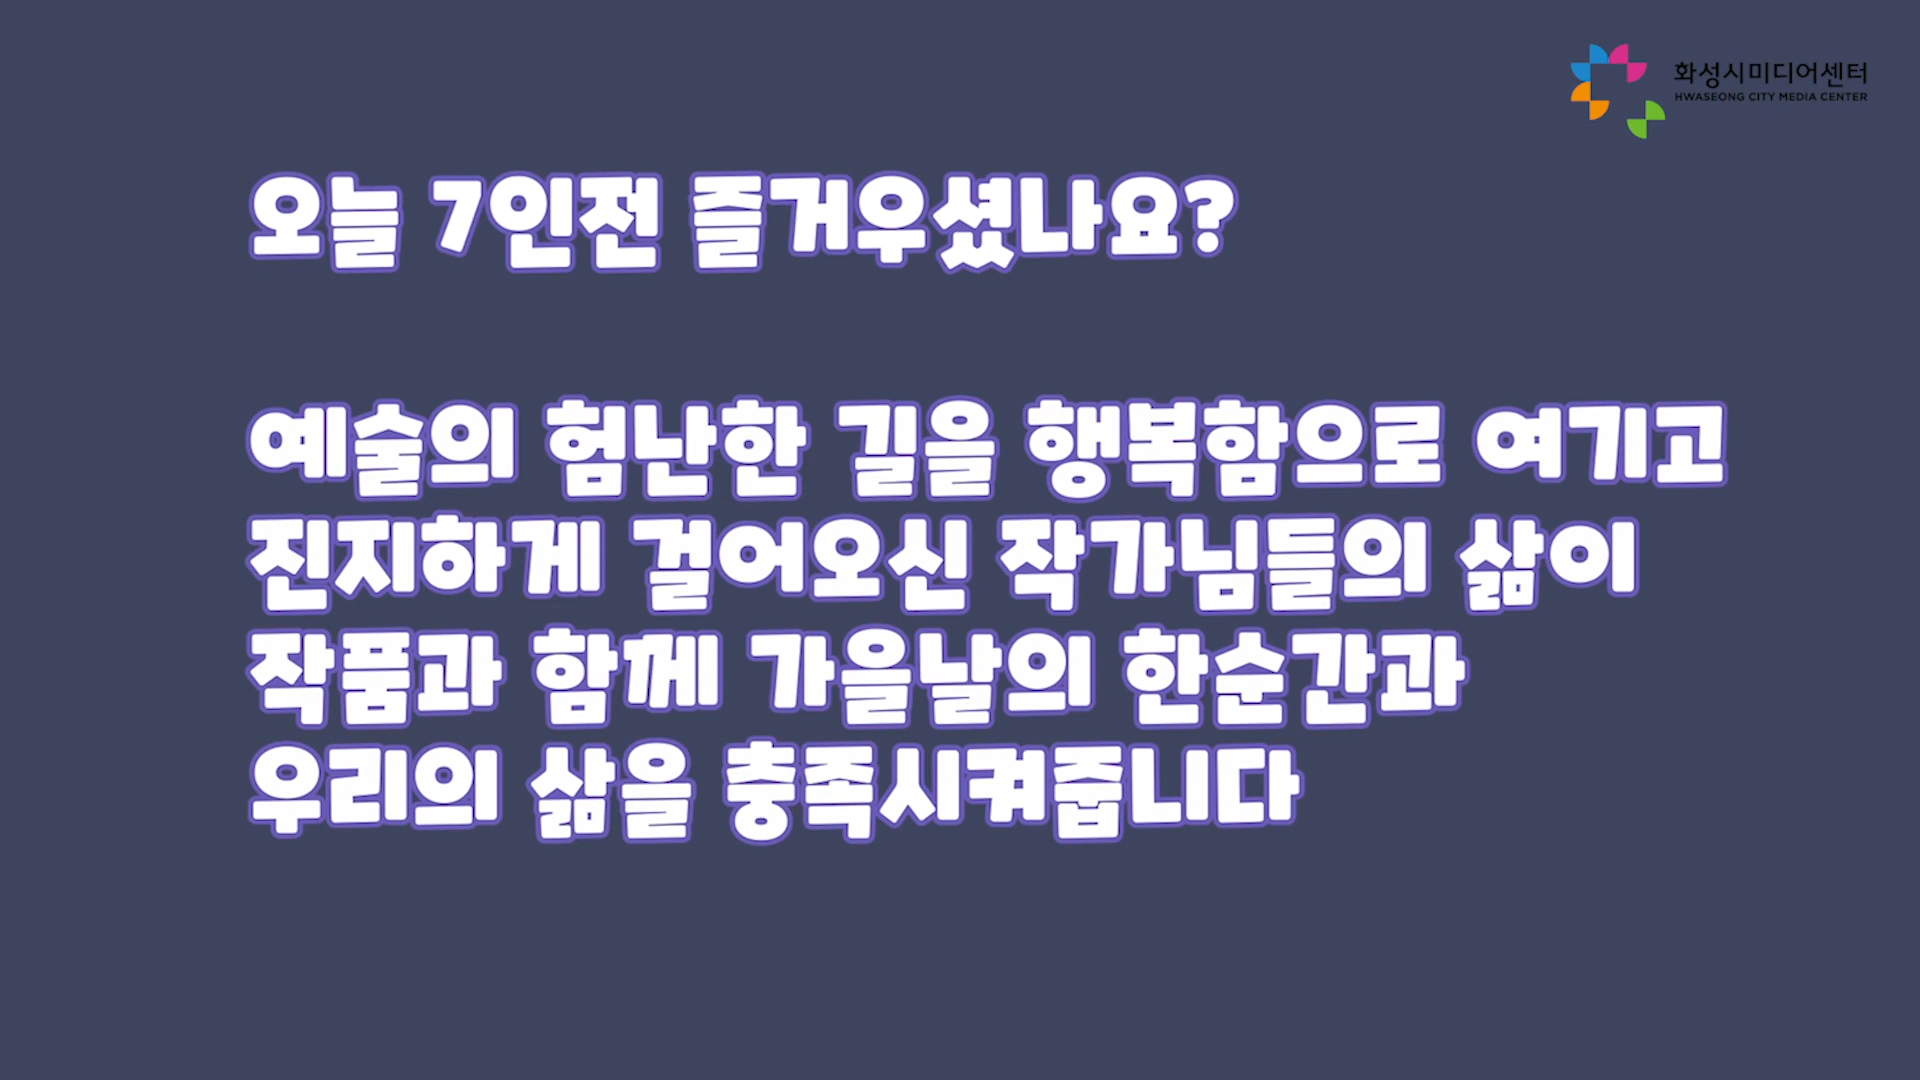 화성시미디어센터
HWASEONG CITY MEDIA CENTER
오늘 7인전 즐거우셨나요?
예술의 험난한 길을 행복함으로 여기고
진지하게 걸어오신 작가님들의 삶이
작품과 함께 가을날의 한순간과
우리의 삶을 충족시켜줍니다